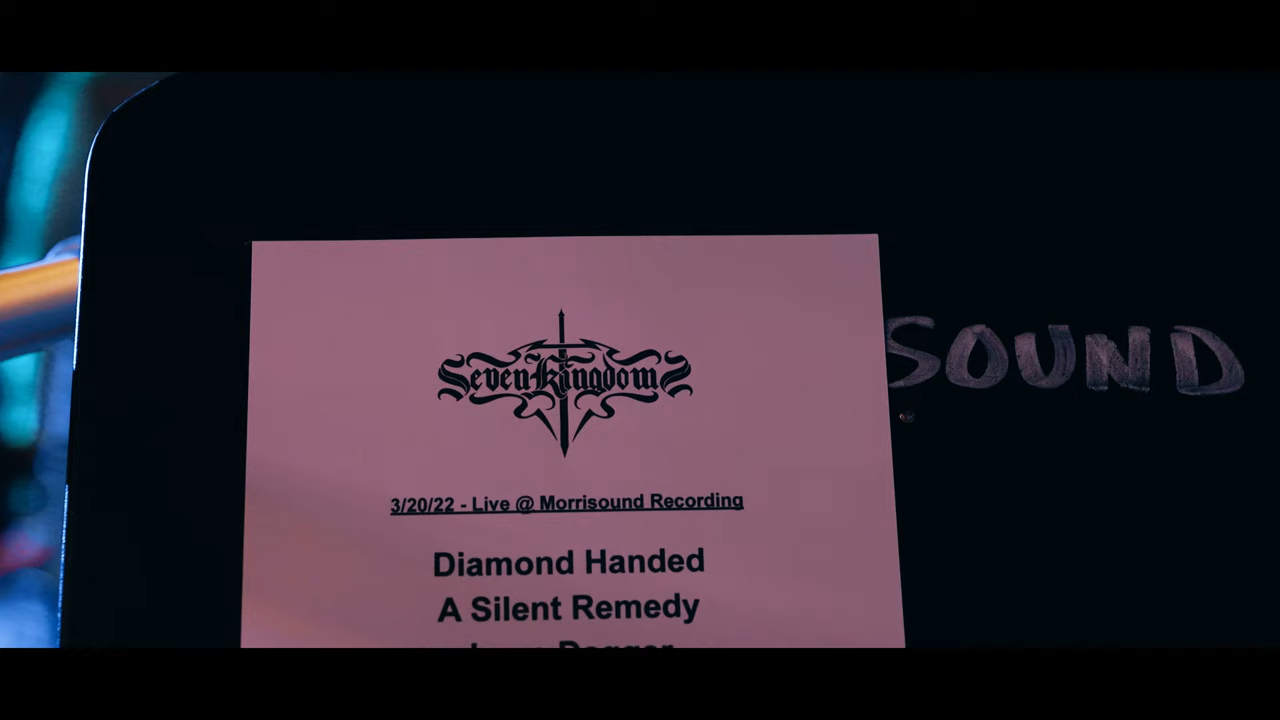 Seven Kingdoms
SOUND
3/20/22 - Live @ Morrisound Recording
Diamond Handed
A Silent Remedy